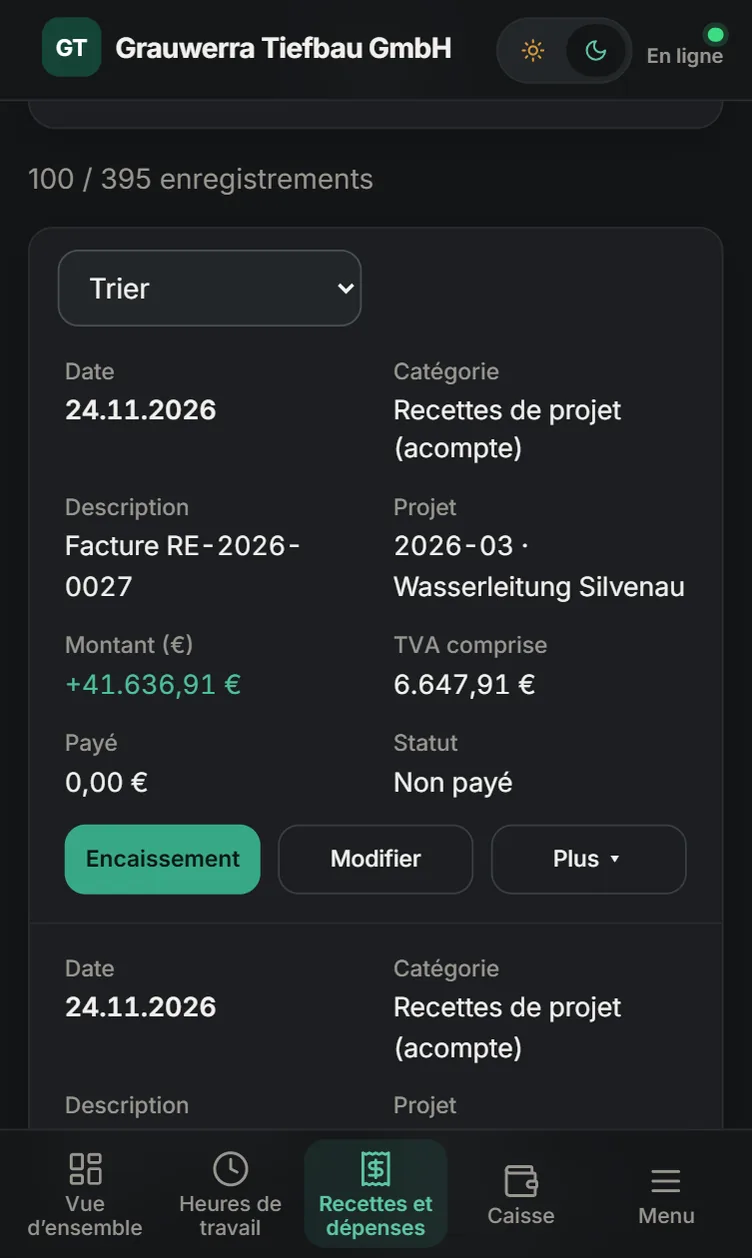 GT Grauwerra Tiefbau GmbH En ligne
100 / 395 enregistrements
Trier
Date
24.11.2026
Catégorie
Recettes de projet
(acompte)
Description
Facture RE-2026-
0027
Projet
2026-03 ·
Wasserleitung Silvenau
Montant (€)
+41.636,91 €
TVA comprise
6.647,91 €
Payé
0,00 €
Statut
Non payé
Encaissement Modifier Plus ▾
Date
24.11.2026
Catégorie
Recettes de projet
(acompte)
Description
Projet
Vue
d’ensemble
Heures de
travail
Recettes et
dépenses
Caisse
Menu